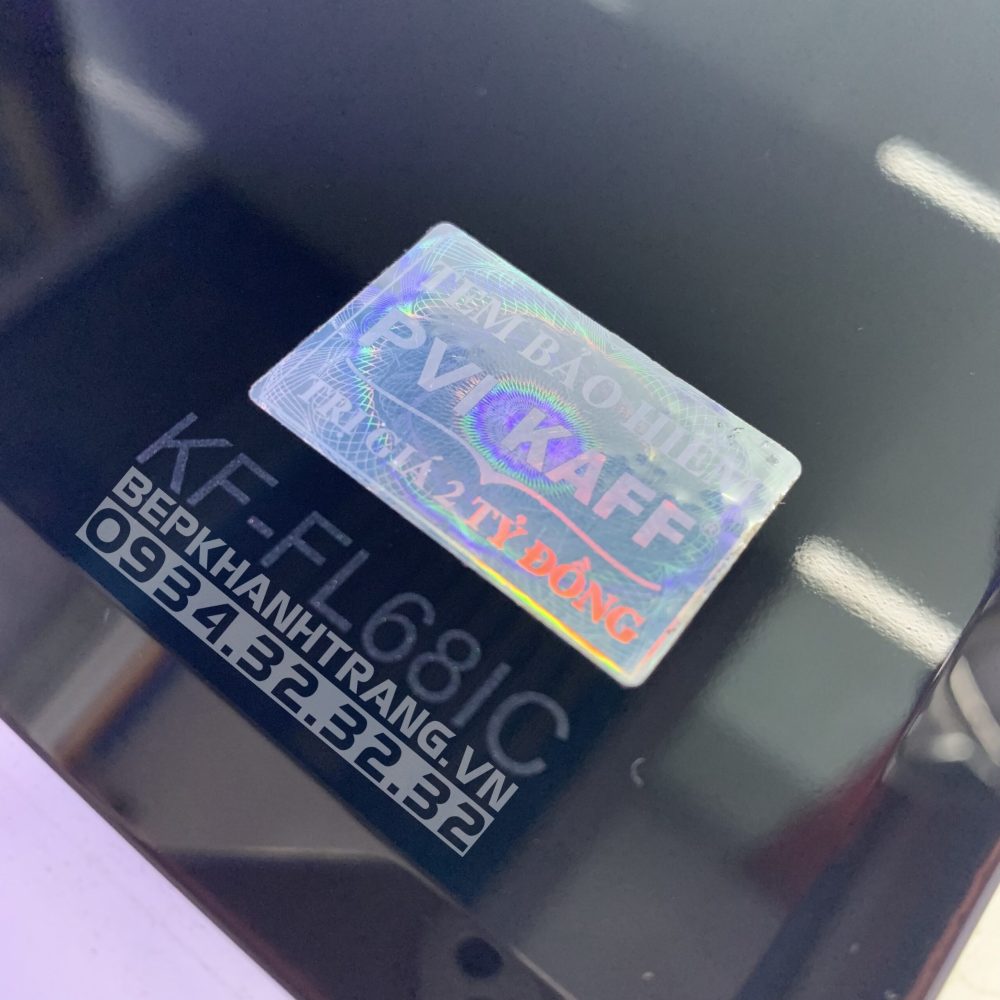 TEM BẢO HIỂM
PVI KAFF®
TRỊ GIÁ 2 TỶ ĐỒNG
KF-FL68IC
BEPKHANHTRANG.VN
0934.32.32.32